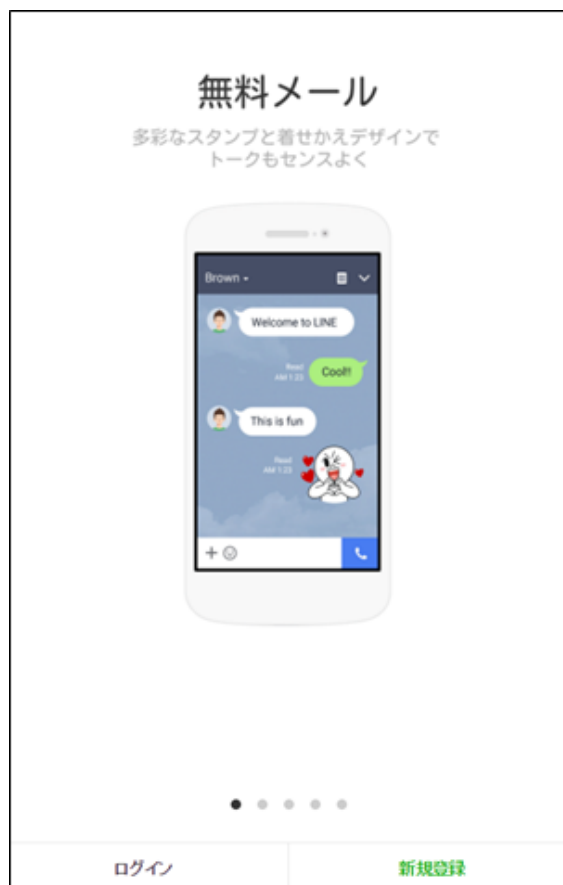 無料メール
多彩なスタンプと着せかえデザインで
トークもセンスよく
Brown
Welcome to LINE
Read
AM 1:23
Cool!!
This is fun
Read
AM 1:23
ログイン
新規登録